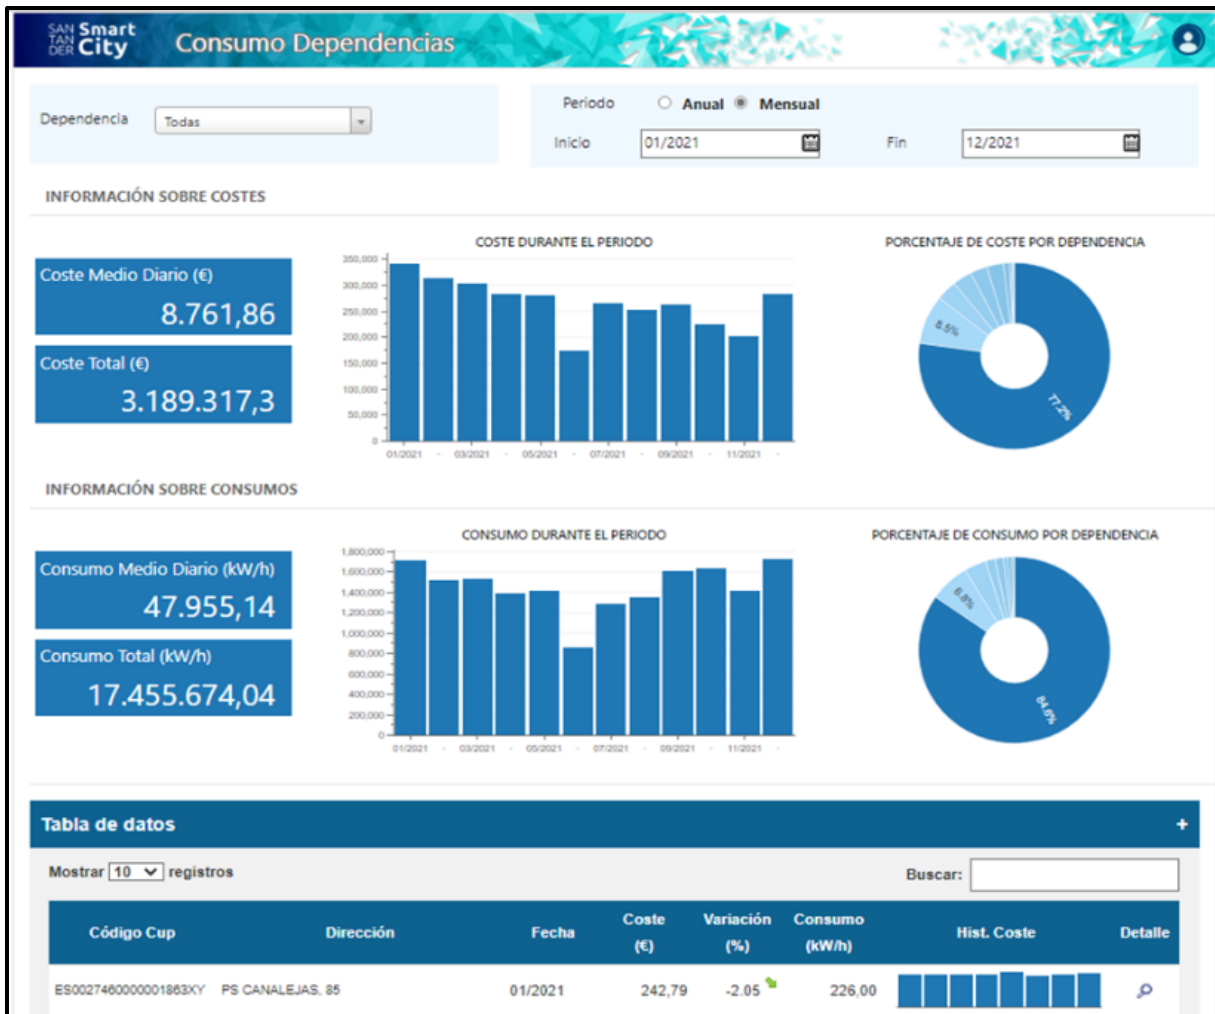 SAN Smart
TAN
DER City
Consumo Dependencias
Dependencia Todas
Periodo Anual Mensual
Inicio 01/2021 Fin 12/2021
INFORMACIÓN SOBRE COSTES
Coste Medio Diario (€)
8.761,86
Coste Total (€)
3.189.317,3
COSTE DURANTE EL PERIODO
350,000
300,000
250,000
200,000
150,000
100,000
50,000
0
01/2021 - 03/2021 - 05/2021 - 07/2021 - 09/2021 - 11/2021 -
PORCENTAJE DE COSTE POR DEPENDENCIA
8.5%
77.2%
INFORMACIÓN SOBRE CONSUMOS
Consumo Medio Diario (kW/h)
47.955,14
Consumo Total (kW/h)
17.455.674,04
CONSUMO DURANTE EL PERIODO
1,800,000
1,600,000
1,400,000
1,200,000
1,000,000
800,000
600,000
400,000
200,000
0
01/2021 - 03/2021 - 05/2021 - 07/2021 - 09/2021 - 11/2021 -
PORCENTAJE DE CONSUMO POR DEPENDENCIA
6.8%
84.6%
Tabla de datos +
Mostrar 10 registros Buscar:
Código Cup Dirección Fecha Coste (€) Variación (%) Consumo (kW/h) Hist. Coste Detalle
ES0027460000001863XY PS CANALEJAS, 85 01/2021 242,79 -2.05 226,00